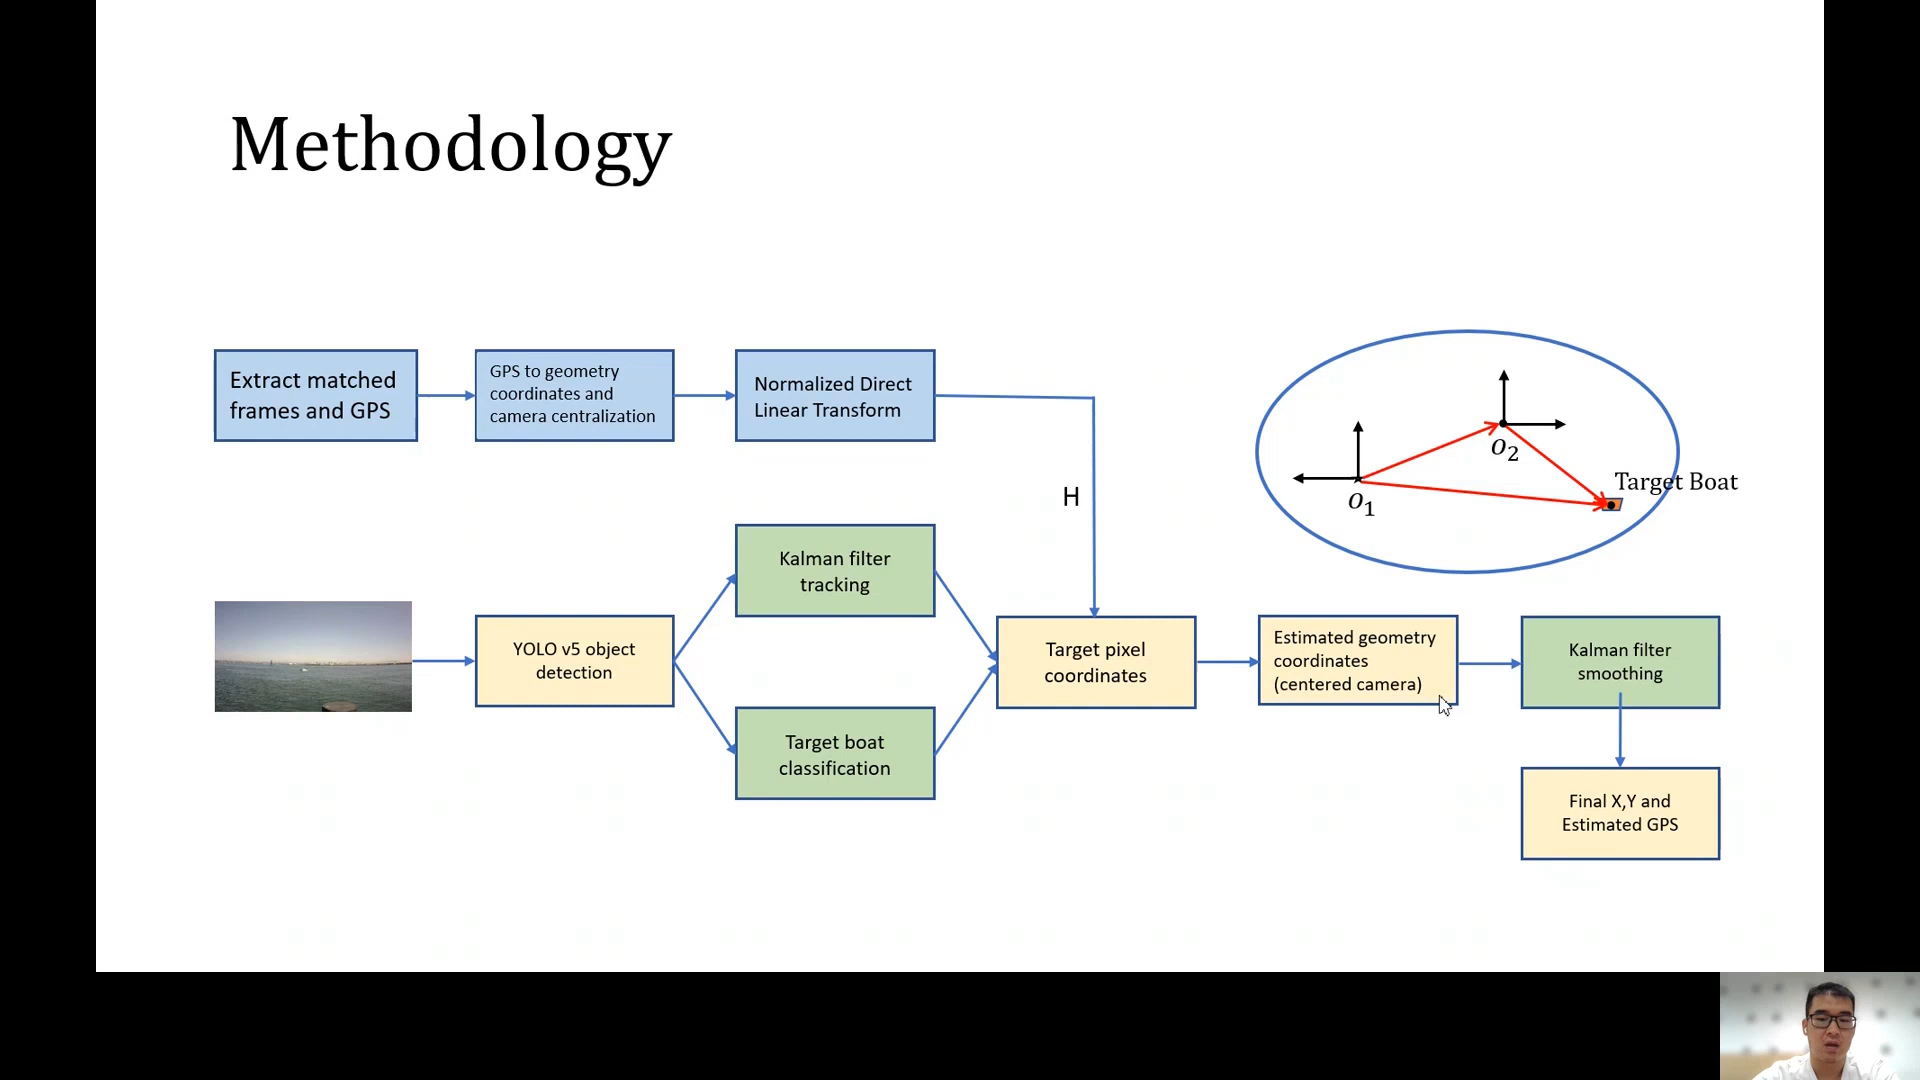 Methodology
Extract matched
frames and GPS
GPS to geometry
coordinates and
camera centralization
Normalized Direct
Linear Transform
H
o2
o1
Target Boat
Kalman filter
tracking
YOLO v5 object
detection
Target boat
classification
Target pixel
coordinates
Estimated geometry
coordinates
(centered camera)
Kalman filter
smoothing
Final X,Y and
Estimated GPS